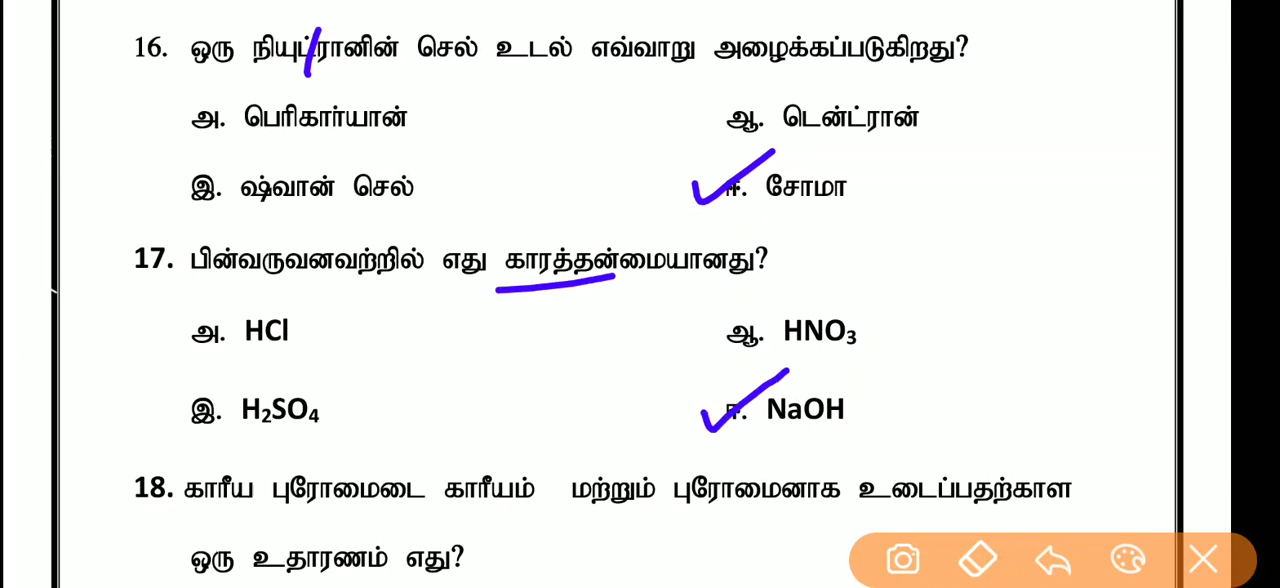 16. ஒரு நியுட்ரானின் செல் உடல் எவ்வாறு அழைக்கப்படுகிறது?
அ. பெரிகார்யான் ஆ. டென்ட்ரான்
இ. ஷ்வான் செல் ஈ. சோமா
17. பின்வருவனவற்றில் எது காரத்தன்மையானது?
அ. HCl ஆ. HNO₃
இ. H₂SO₄ ஈ. NaOH
18. காரீய புரோமைடை காரீயம் மற்றும் புரோமைனாக உடைப்பதற்காள
ஒரு உதாரணம் எது?